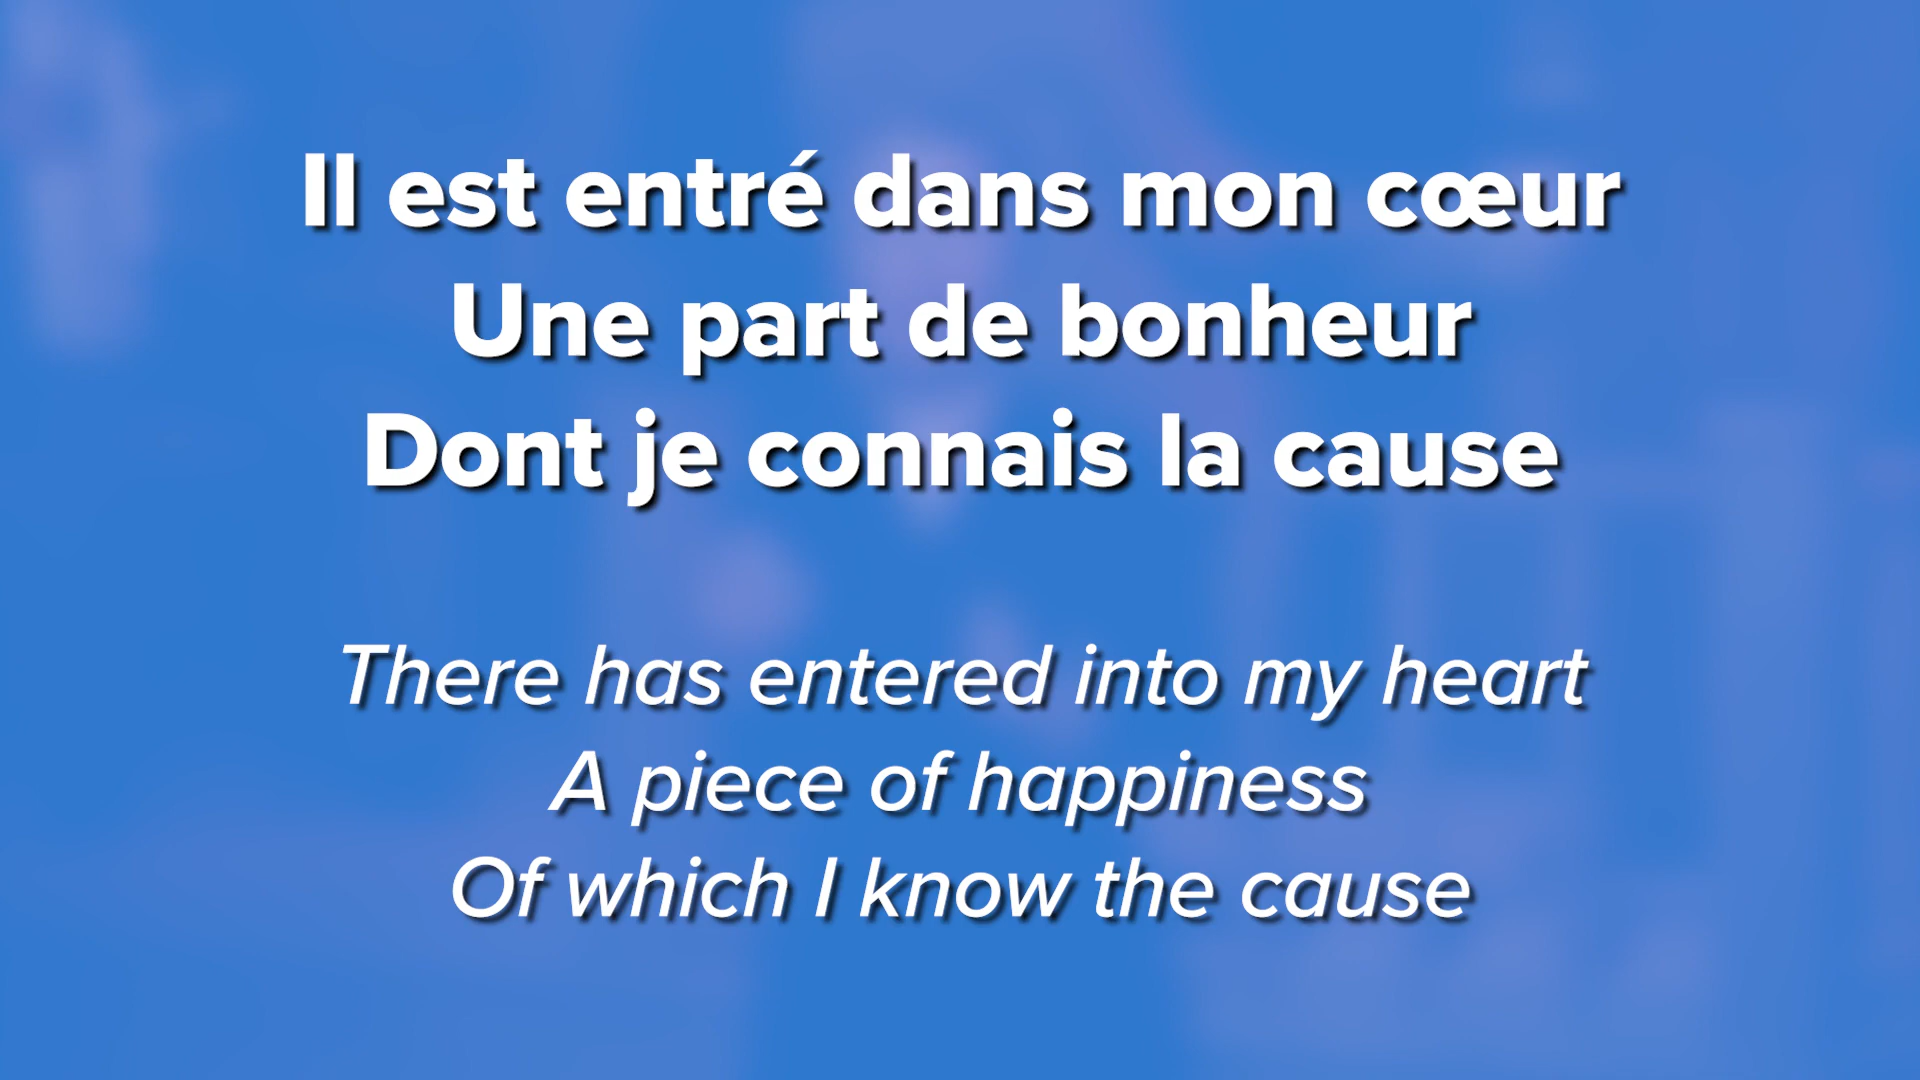 Il est entré dans mon cœur
Une part de bonheur
Dont je connais la cause
There has entered into my heart
A piece of happiness
Of which I know the cause